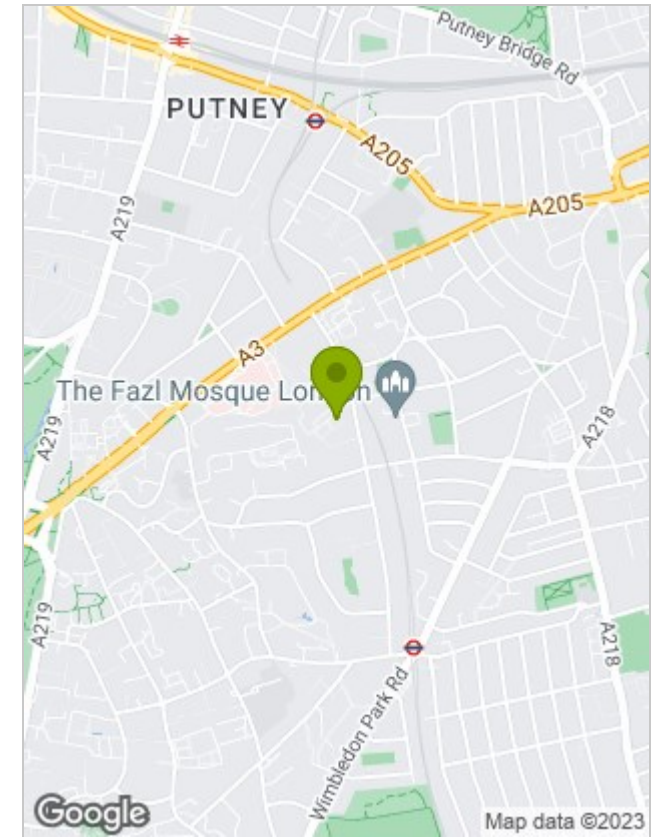 Putney Bridge Rd
PUTNEY
A205
A205
A219
A3
The Fazl Mosque London
A219
A218
A219
A218
Wimbledon Park Rd
Google
Map data ©2023